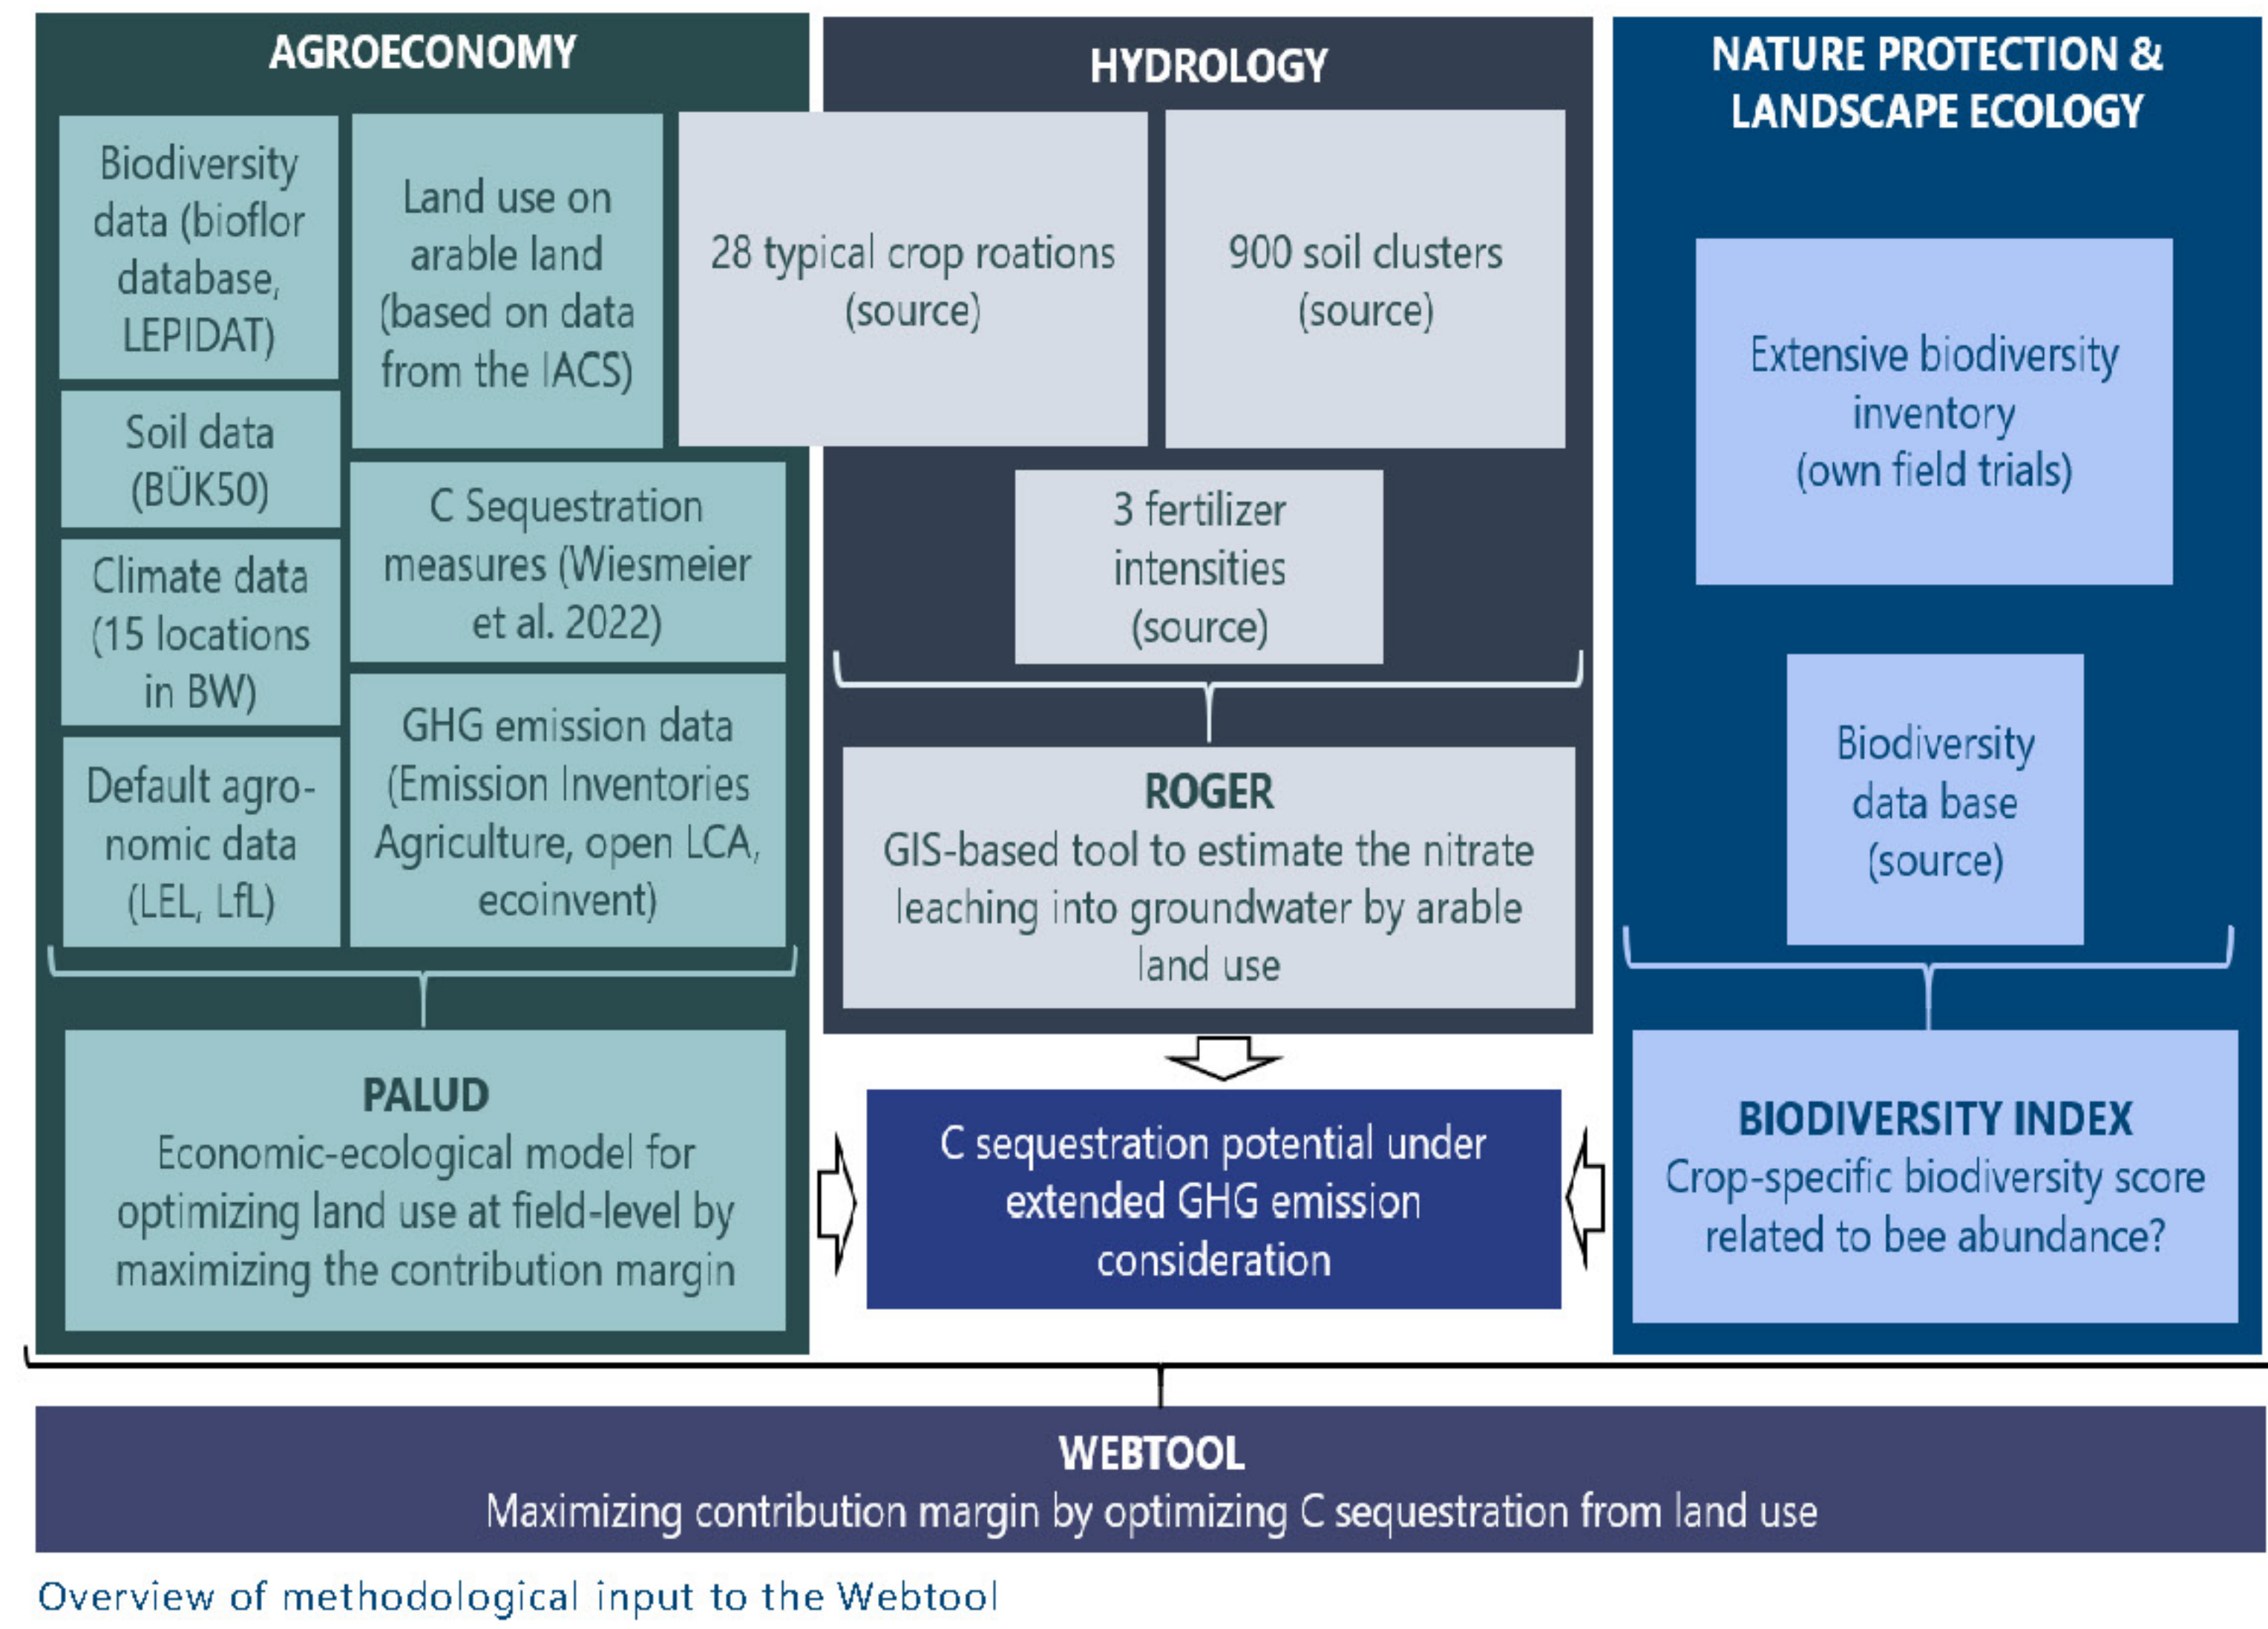 AGROECONOMY
Biodiversity
data (bioflor
database,
LEPIDAT)
Soil data
(BÜK50)
Climate data
(15 locations
in BW)
Default agro-
nomic data
(LEL, LfL)
Land use on
arable land
(based on data
from the IACS)
C Sequestration
measures (Wiesmeier
et al. 2022)
GHG emission data
(Emission Inventories
Agriculture, open LCA,
ecoinvent)
PALUD
Economic-ecological model for
optimizing land use at field-level by
maximizing the contribution margin
HYDROLOGY
28 typical crop roations
(source)
900 soil clusters
(source)
3 fertilizer
intensities
(source)
ROGER
GIS-based tool to estimate the nitrate
leaching into groundwater by arable
land use
C sequestration potential under
extended GHG emission
consideration
NATURE PROTECTION &
LANDSCAPE ECOLOGY
Extensive biodiversity
inventory
(own field trials)
Biodiversity
data base
(source)
BIODIVERSITY INDEX
Crop-specific biodiversity score
related to bee abundance?
WEBTOOL
Maximizing contribution margin by optimizing C sequestration from land use
Overview of methodological input to the Webtool